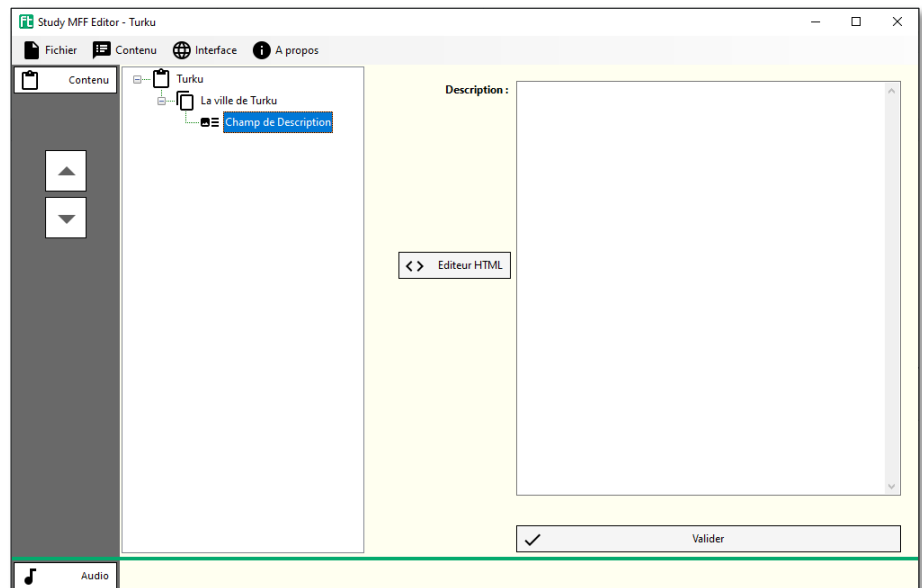 ft Study MFF Editor - Turku
Fichier Contenu Interface A propos
Contenu
Turku
La ville de Turku
Champ de Description
Description :
Editeur HTML
Valider
Audio